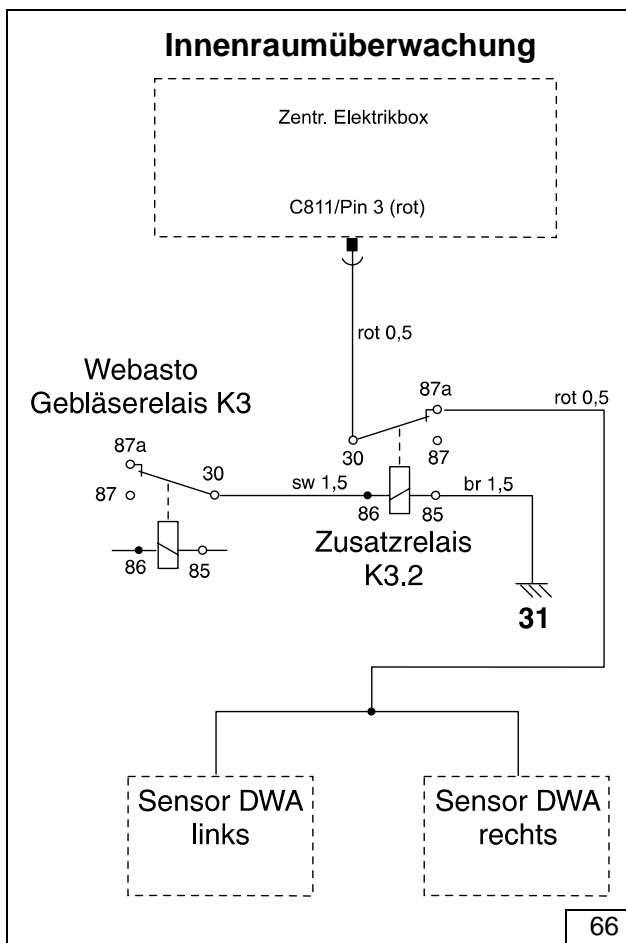 Innenraumüberwachung
Zentr. Elektrikbox
C811/Pin 3 (rot)
rot 0,5
Webasto
Gebläserelais K3
87a
rot 0,5
87a
30
30
87
87
sw 1,5
br 1,5
86
85
86
85
Zusatzrelais
K3.2
31
Sensor DWA
links
Sensor DWA
rechts
66